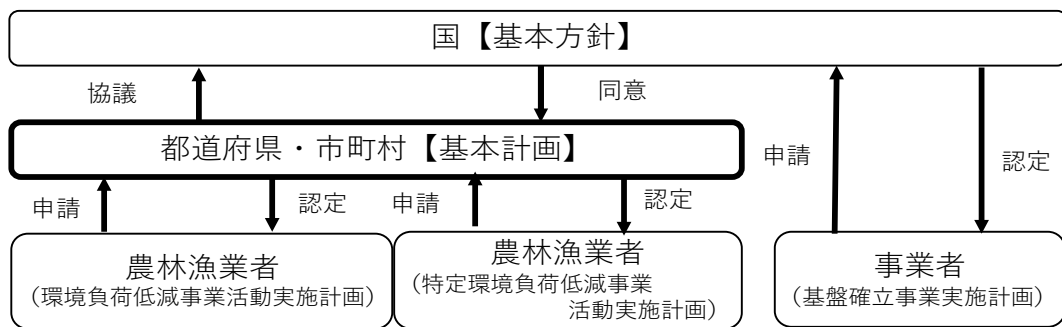 国【基本方針】
協議
同意
都道府県・市町村【基本計画】
申請
認定
申請
認定
申請
認定
農林漁業者
（環境負荷低減事業活動実施計画）
農林漁業者
（特定環境負荷低減事業
活動実施計画）
事業者
（基盤確立事業実施計画）